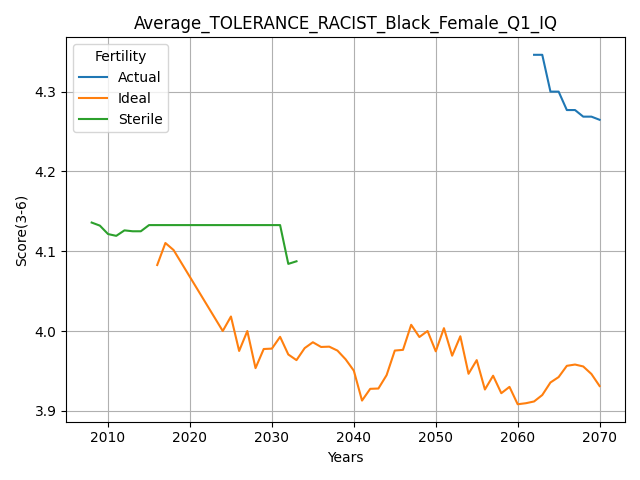 Average_TOLERANCE_RACIST_Black_Female_Q1_IQ
Fertility
Actual
Ideal
Sterile
Score(3-6)
4.3
4.2
4.1
4.0
3.9
2010 2020 2030 2040 2050 2060 2070
Years